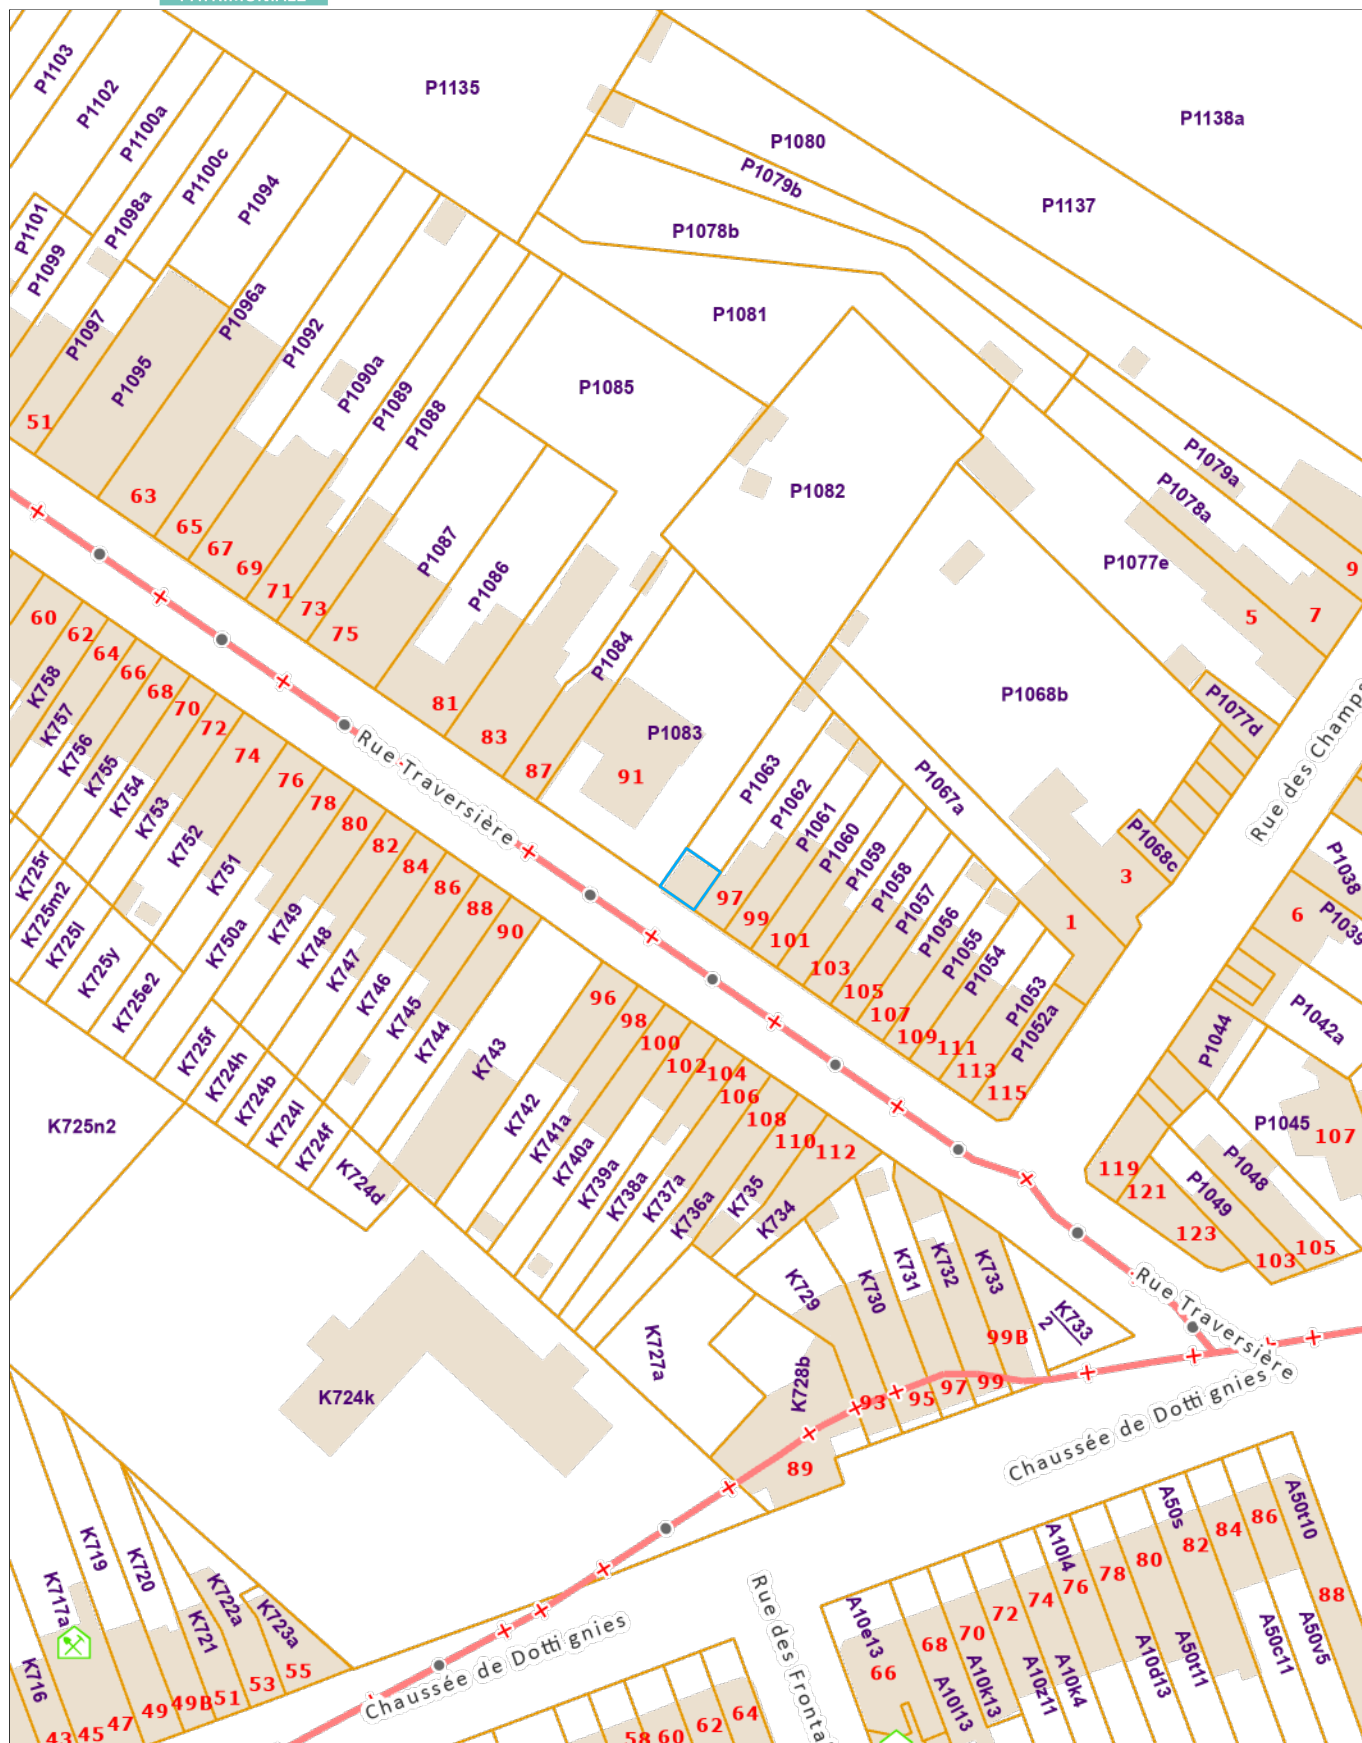 P1103
P1102
P1100a
P1135
P1138a
P1080
P1079b
P1100c
P1094
P1137
P1101
P1098a
P1078b
P1099
P1081
P1096a
P1097
P1092
P1095
P1090a
P1089
P1088
P1085
51
63
65
67
69
71
73
75
P1082
P1079a
P1078a
P1077e
9
7
5
P1087
P1086
P1084
60
62
64
66
68
70
72
74
76
78
80
82
84
86
88
90
81
83
87
P1083
91
P1068b
P1077d
Rue des Champs
Rue Traversière
K758
K757
K756
K755
K754
K753
K752
K751
K750a
K749
K748
K747
K746
K745
K744
K743
P1063
P1062
P1061
P1060
P1059
P1058
P1057
P1056
P1055
P1054
P1053
P1052a
P1067a
P1068c
3
1
P1038
P1039
6
P1042a
P1044
P1045
107
P1048
P1049
97
99
101
103
105
107
109
111
113
115
119
121
123
103
105
K725r
K725m2
K725l
K725y
K725e2
K725f
K724h
K724b
K724l
K724f
K724d
K725n2
96
98
100
102
104
106
108
110
112
K742
K741a
K740a
K739a
K738a
K737a
K736a
K735
K734
K729
K730
K731
K732
K733
K733
2
99B
Rue Traversière
K727a
K728b
K724k
93
95
97
99
89
Chaussée de Dottignies
K719
K720
K717a
K722a
K721
K723a
K716
43
45
47
49
49B
51
53
55
Chaussée de Dottignies
Rue des Fronta
58
60
62
64
A10e13
A10l4
A50s
A50t10
66
68
70
72
74
76
78
80
82
84
86
88
A10l13
A10k13
A10z11
A10k4
A10d13
A50t11
A50c11
A50v5